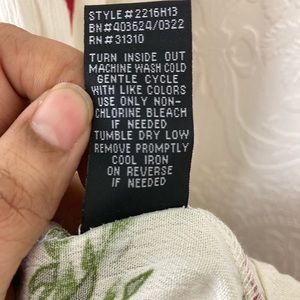 STYLE#2216H13
BN#403624/0322
RN#31310
TURN INSIDE OUT
MACHINE WASH COLD
GENTLE CYCLE
WITH LIKE COLORS
USE ONLY NON-
CHLORINE BLEACH
IF NEEDED
TUMBLE DRY LOW
REMOVE PROMPTLY
COOL IRON
ON REVERSE
IF NEEDED